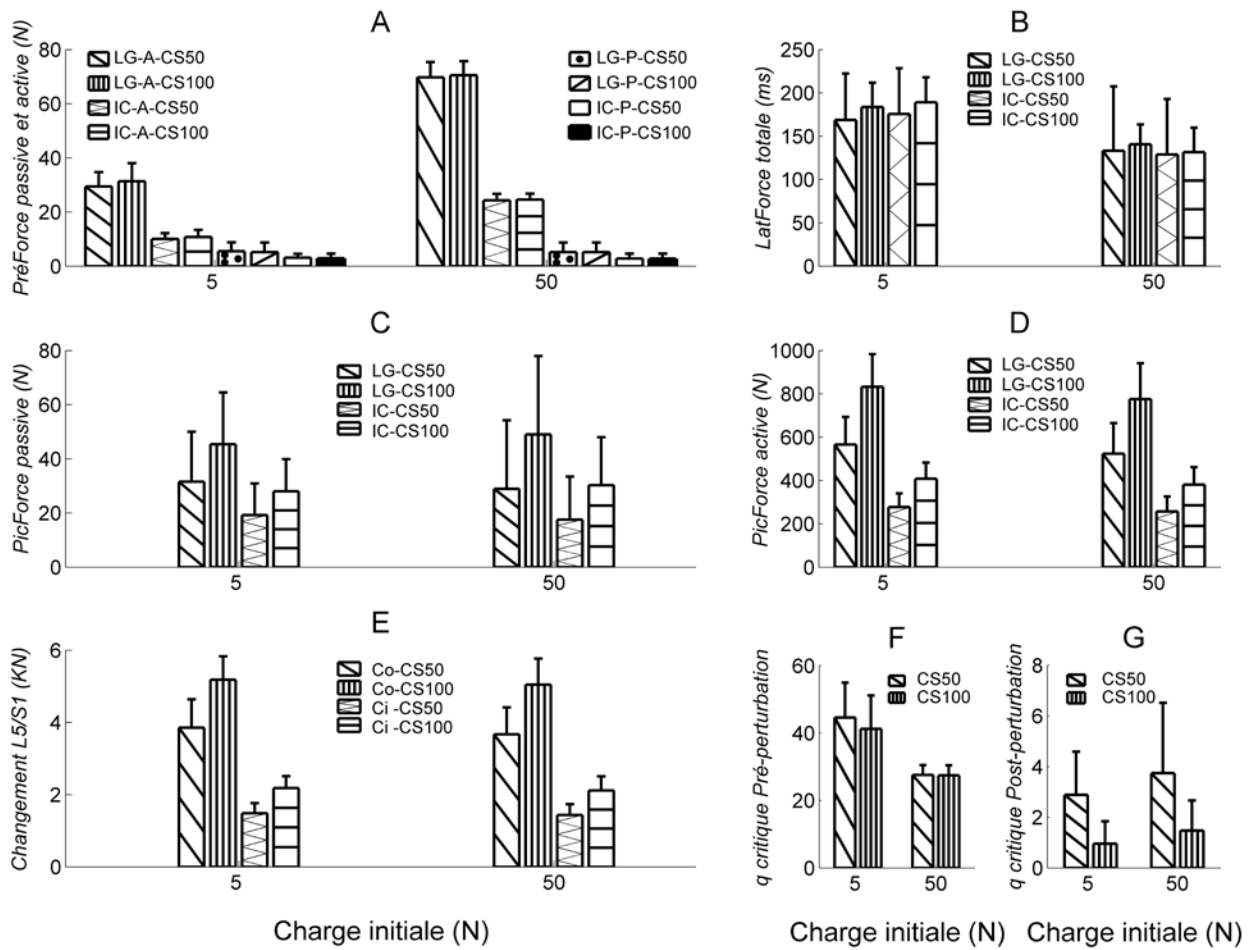 A
PréForce passive et active (N)
80
60
40
20
0
LG-A-CS50
LG-A-CS100
IC-A-CS50
IC-A-CS100
LG-P-CS50
LG-P-CS100
IC-P-CS50
IC-P-CS100
5
50
B
LatForce totale (ms)
250
200
150
100
50
0
LG-CS50
LG-CS100
IC-CS50
IC-CS100
5
50
C
PicForce passive (N)
80
60
40
20
0
LG-CS50
LG-CS100
IC-CS50
IC-CS100
5
50
D
PicForce active (N)
1000
800
600
400
200
0
LG-CS50
LG-CS100
IC-CS50
IC-CS100
5
50
E
Changement L5/S1 (KN)
6
4
2
0
Co-CS50
Co-CS100
Ci -CS50
Ci -CS100
5
50
Charge initiale (N)
F
q critique Pré-perturbation
60
40
20
0
CS50
CS100
5
50
Charge initiale (N)
G
q critique Post-perturbation
8
6
4
2
0
CS50
CS100
5
50
Charge initiale (N)